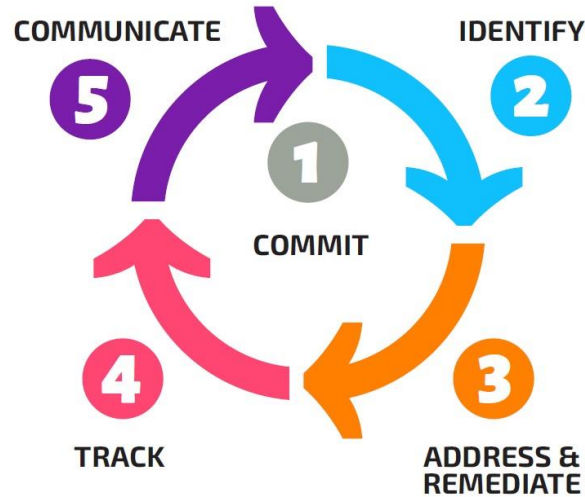 COMMUNICATE
5
IDENTIFY
2
1
COMMIT
3
ADDRESS &
REMEDIATE
4
TRACK